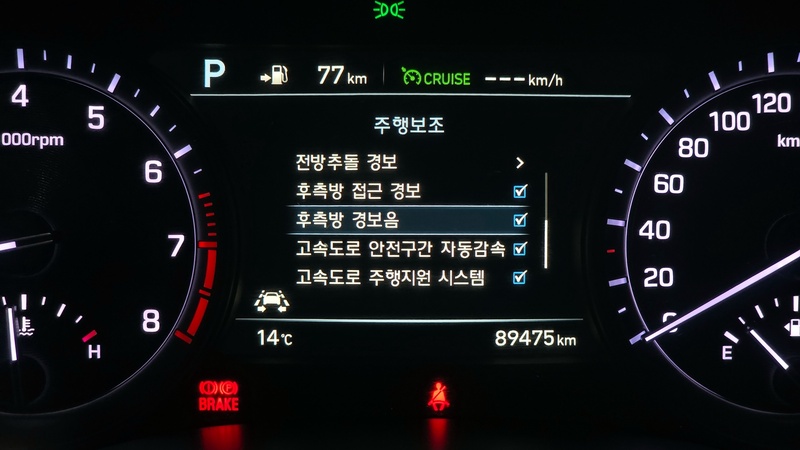 P 77 km CRUISE --- km/h
주행보조
전방추돌 경보
후측방 접근 경보
후측방 경보음
고속도로 안전구간 자동감속
고속도로 주행지원 시스템
14℃ 89475 km
4
5
6
7
8
000rpm
H
120
100
80
60
40
20
0
km
E
BRAKE